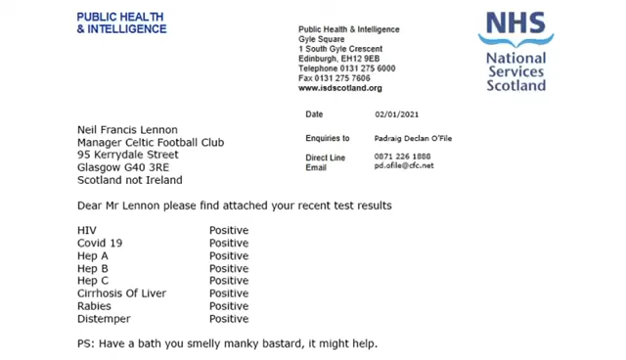 PUBLIC HEALTH
& INTELLIGENCE
Public Health & Intelligence
Gyle Square
1 South Gyle Crescent
Edinburgh, EH12 9EB
Telephone 0131 275 6000
Fax 0131 275 7606
www.isdscotland.org
NHS
National
Services
Scotland
Date 02/01/2021
Enquiries to Padraig Declan O'File
Direct Line 0871 226 1888
Email pd.ofile@cfc.net
Neil Francis Lennon
Manager Celtic Football Club
95 Kerrydale Street
Glasgow G40 3RE
Scotland not Ireland
Dear Mr Lennon please find attached your recent test results
HIV Positive
Covid 19 Positive
Hep A Positive
Hep B Positive
Hep C Positive
Cirrhosis Of Liver Positive
Rabies Positive
Distemper Positive
PS: Have a bath you smelly manky bastard, it might help.